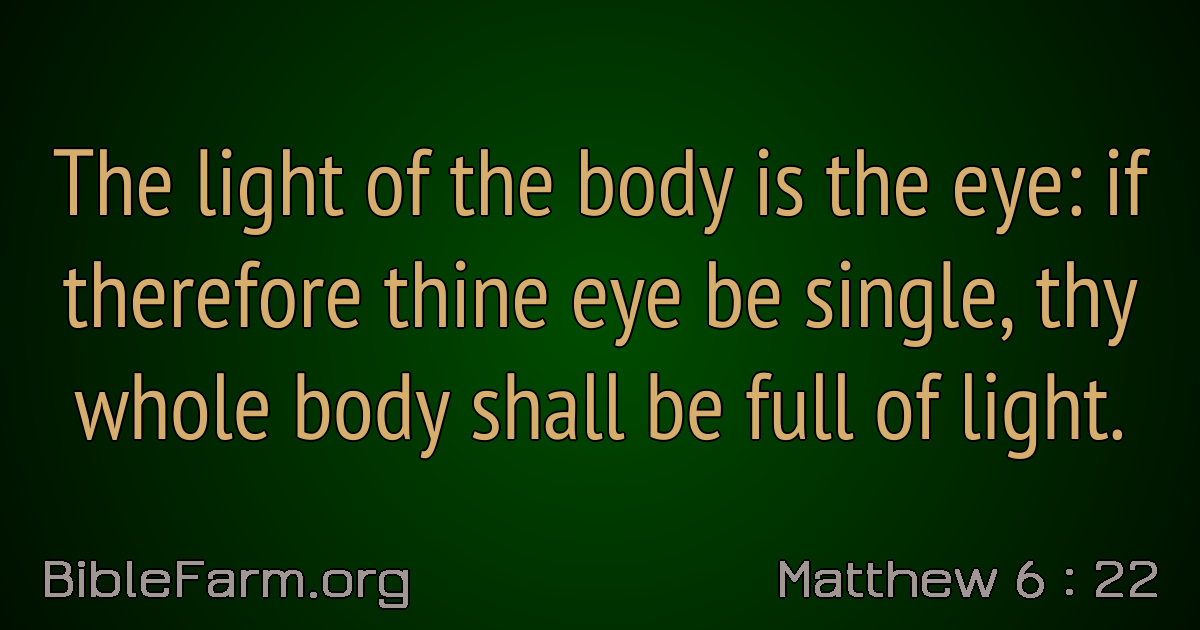 The light of the body is the eye: if
therefore thine eye be single, thy
whole body shall be full of light.
BibleFarm.org
Matthew 6 : 22